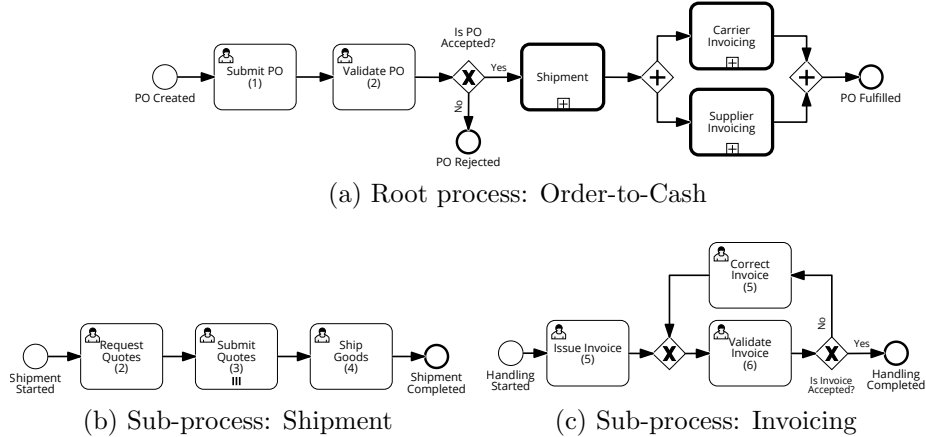 Is PO
Accepted?
Submit PO
(1)
Validate PO
(2)
Yes
No
Shipment
Carrier
Invoicing
Supplier
Invoicing
PO Created
PO Rejected
PO Fulfilled
(a) Root process: Order-to-Cash
Request
Quotes
(2)
Submit
Quotes
(3)
Ship
Goods
(4)
Shipment
Started
Shipment
Completed
(b) Sub-process: Shipment
Correct
Invoice
(5)
Issue Invoice
(5)
Validate
Invoice
(6)
No
Yes
Handling
Started
Is Invoice
Accepted?
Handling
Completed
(c) Sub-process: Invoicing